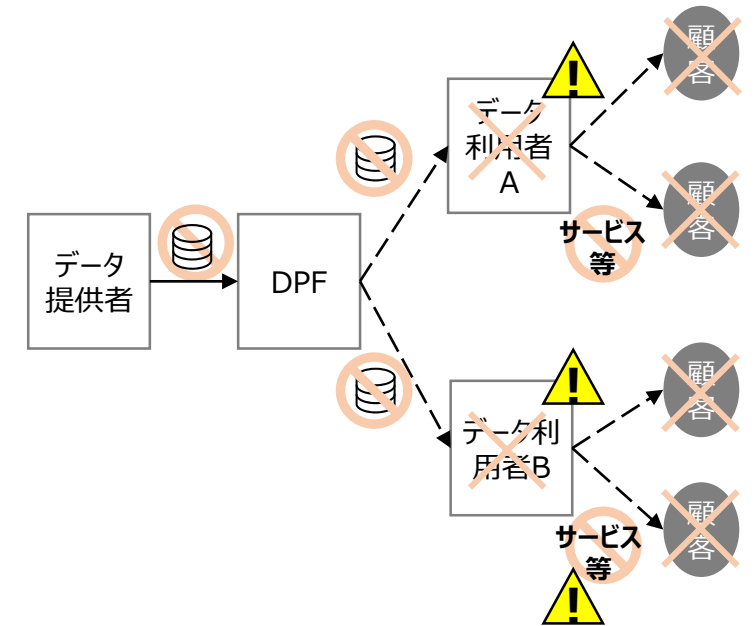 顧
客
データ
利用者
A
顧
客
サービス
等
データ
提供者
DPF
顧
客
データ利
用者B
顧
客
サービス
等